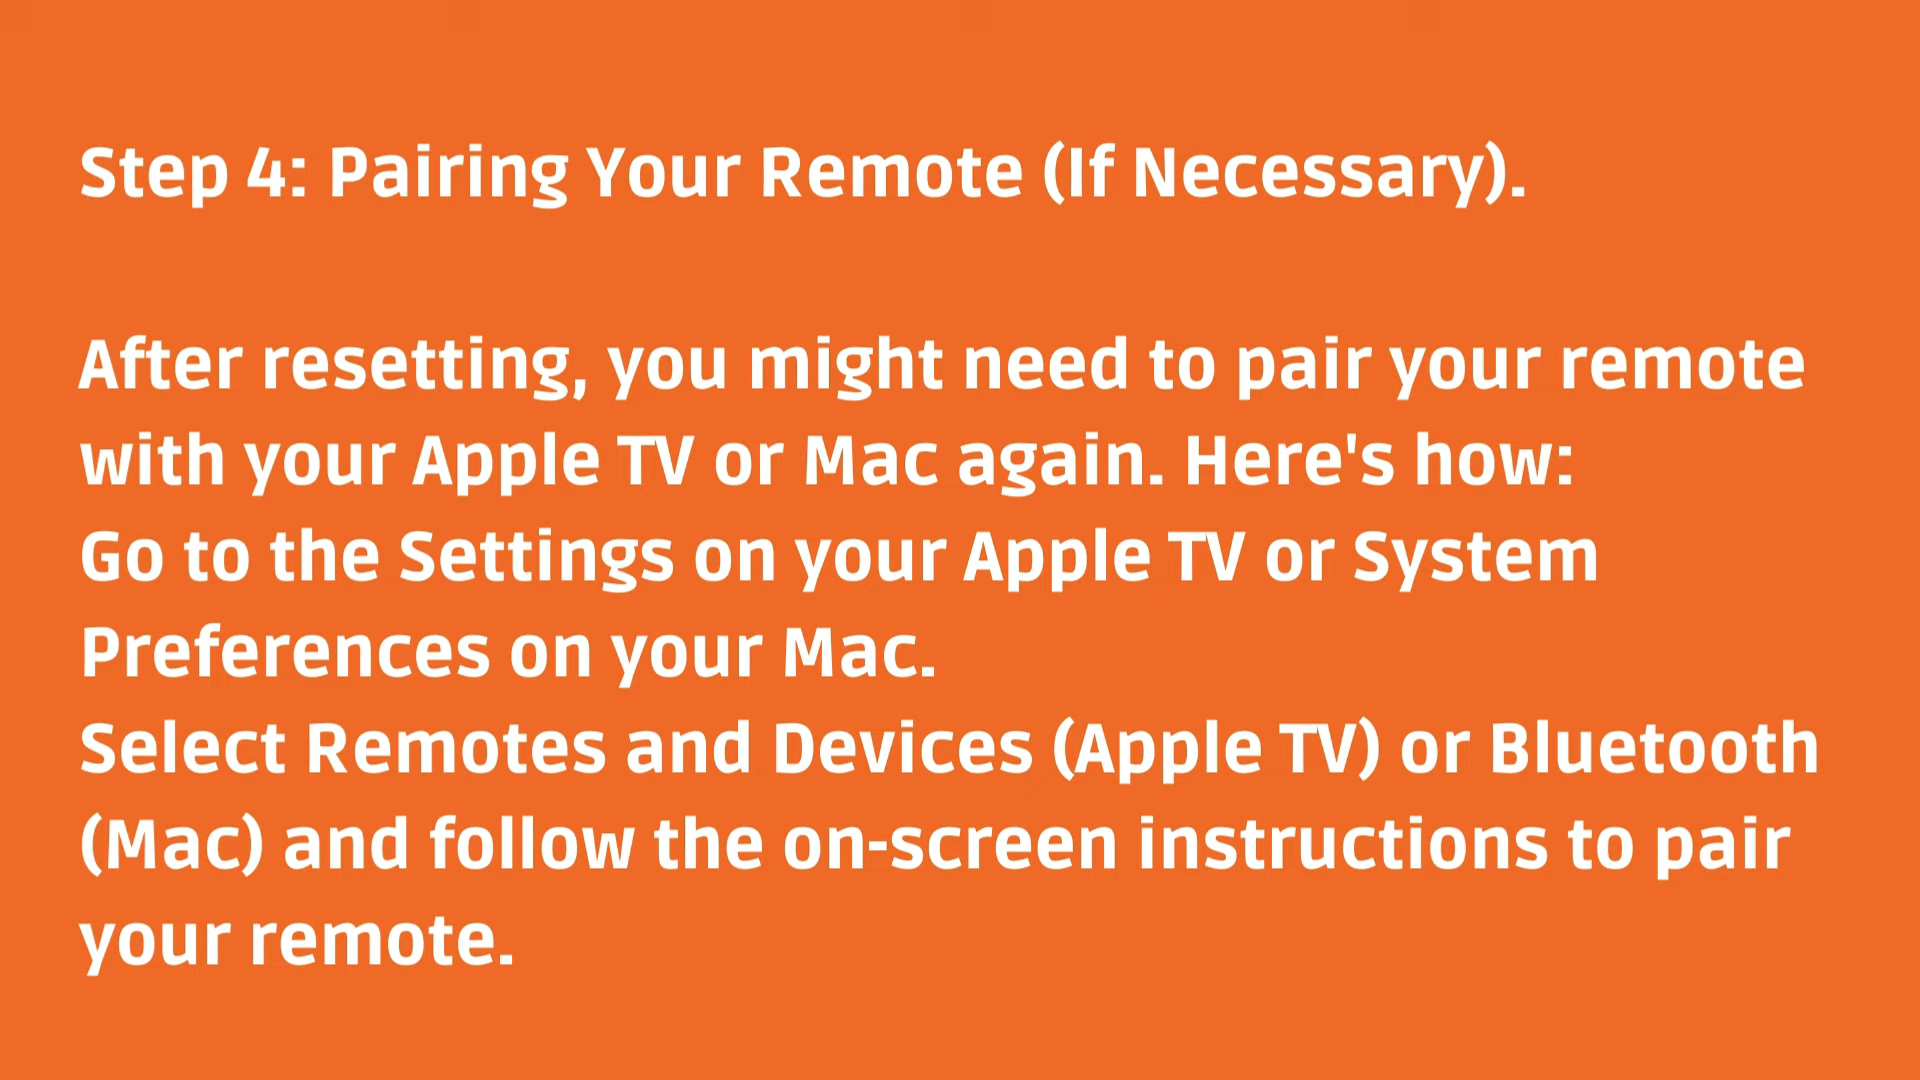 Step 4: Pairing Your Remote (If Necessary).
After resetting, you might need to pair your remote
with your Apple TV or Mac again. Here's how:
Go to the Settings on your Apple TV or System
Preferences on your Mac.
Select Remotes and Devices (Apple TV) or Bluetooth
(Mac) and follow the on-screen instructions to pair
your remote.